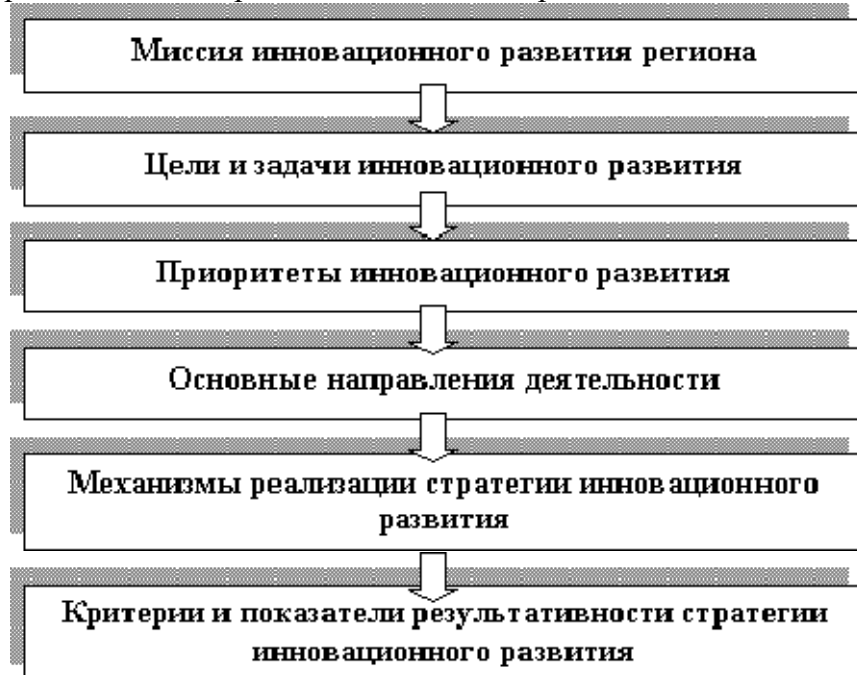 Миссия инновационного развития региона
Цели и задачи инновационного развития
Приоритеты инновационного развития
Основные направления деятельности
Механизмы реализации стратегии инновационного
развития
Критерии и показатели результативности стратегии
инновационного развития